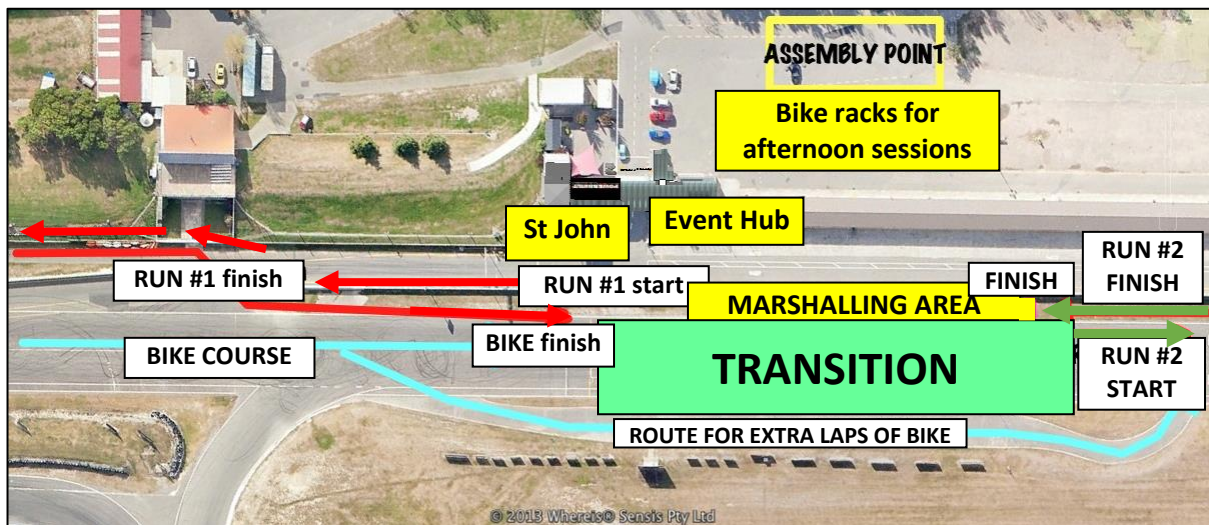 ASSEMBLY POINT
Bike racks for
afternoon sessions
St John
Event Hub
RUN #2
FINISH
FINISH
RUN #1 finish
RUN #1 start
MARSHALLING AREA
BIKE COURSE
BIKE finish
TRANSITION
RUN #2
START
ROUTE FOR EXTRA LAPS OF BIKE
© 2013 Whereis® Sensis Pty Ltd